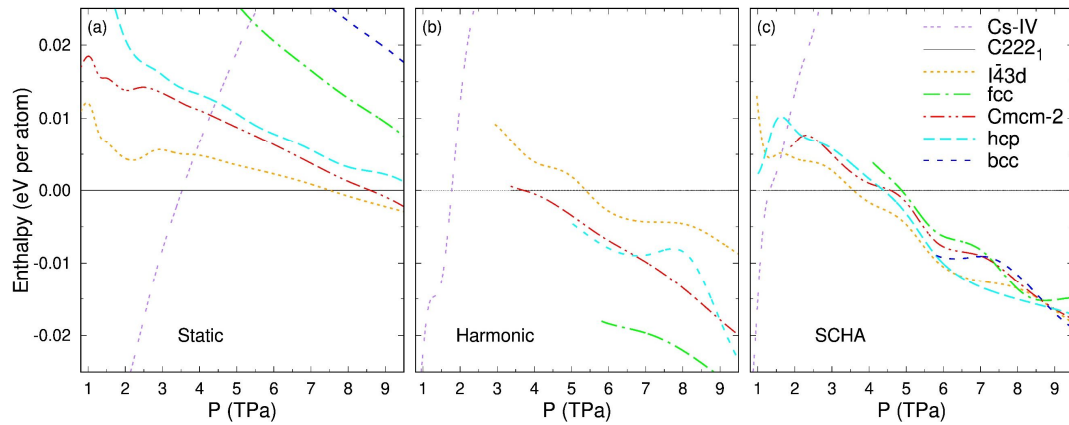 (a)
(b)
(c)
Enthalpy (eV per atom)
0.02
0.01
0.00
-0.01
-0.02
Static
Harmonic
SCHA
Cs-IV
C222₁
I4̅3d
fcc
Cmcm-2
hcp
bcc
1 2 3 4 5 6 7 8 9
1 2 3 4 5 6 7 8 9
1 2 3 4 5 6 7 8 9
P (TPa)
P (TPa)
P (TPa)